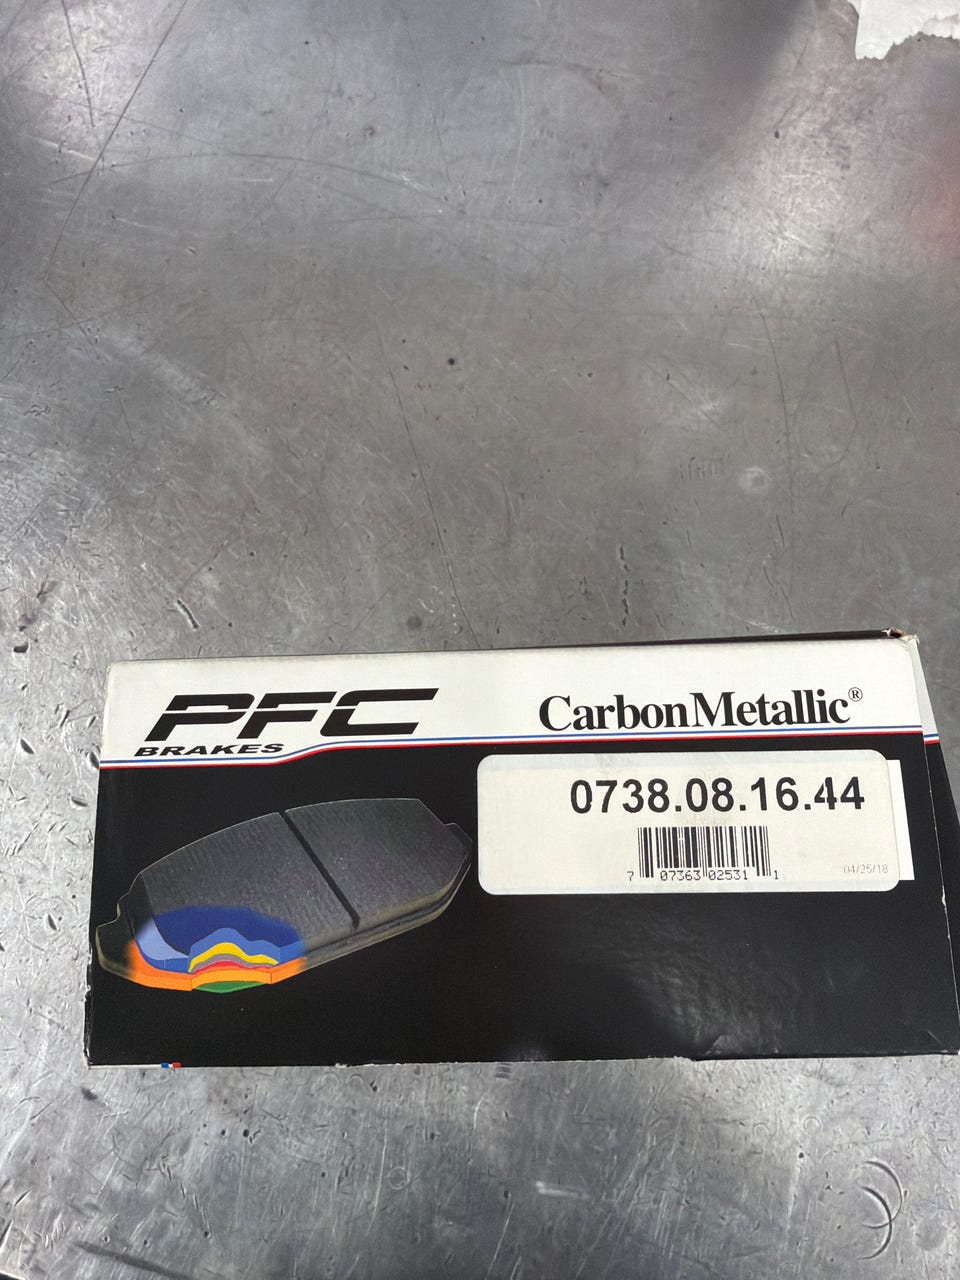 PFC
BRAKES
CarbonMetallic®
0738.08.16.44
7 07363 02531 1
04/25/18